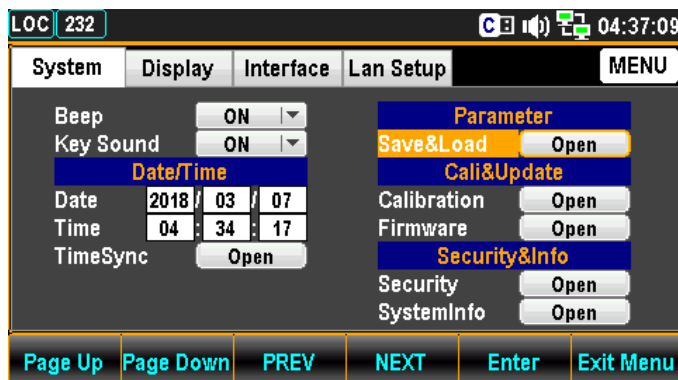 LOC 232 C 04:37:09
System Display Interface Lan Setup MENU
Beep ON
Key Sound ON
Date/Time
Date 2018 / 03 / 07
Time 04 : 34 : 17
TimeSync Open
Parameter
Save&Load Open
Cali&Update
Calibration Open
Firmware Open
Security&Info
Security Open
SystemInfo Open
Page Up Page Down PREV NEXT Enter Exit Menu